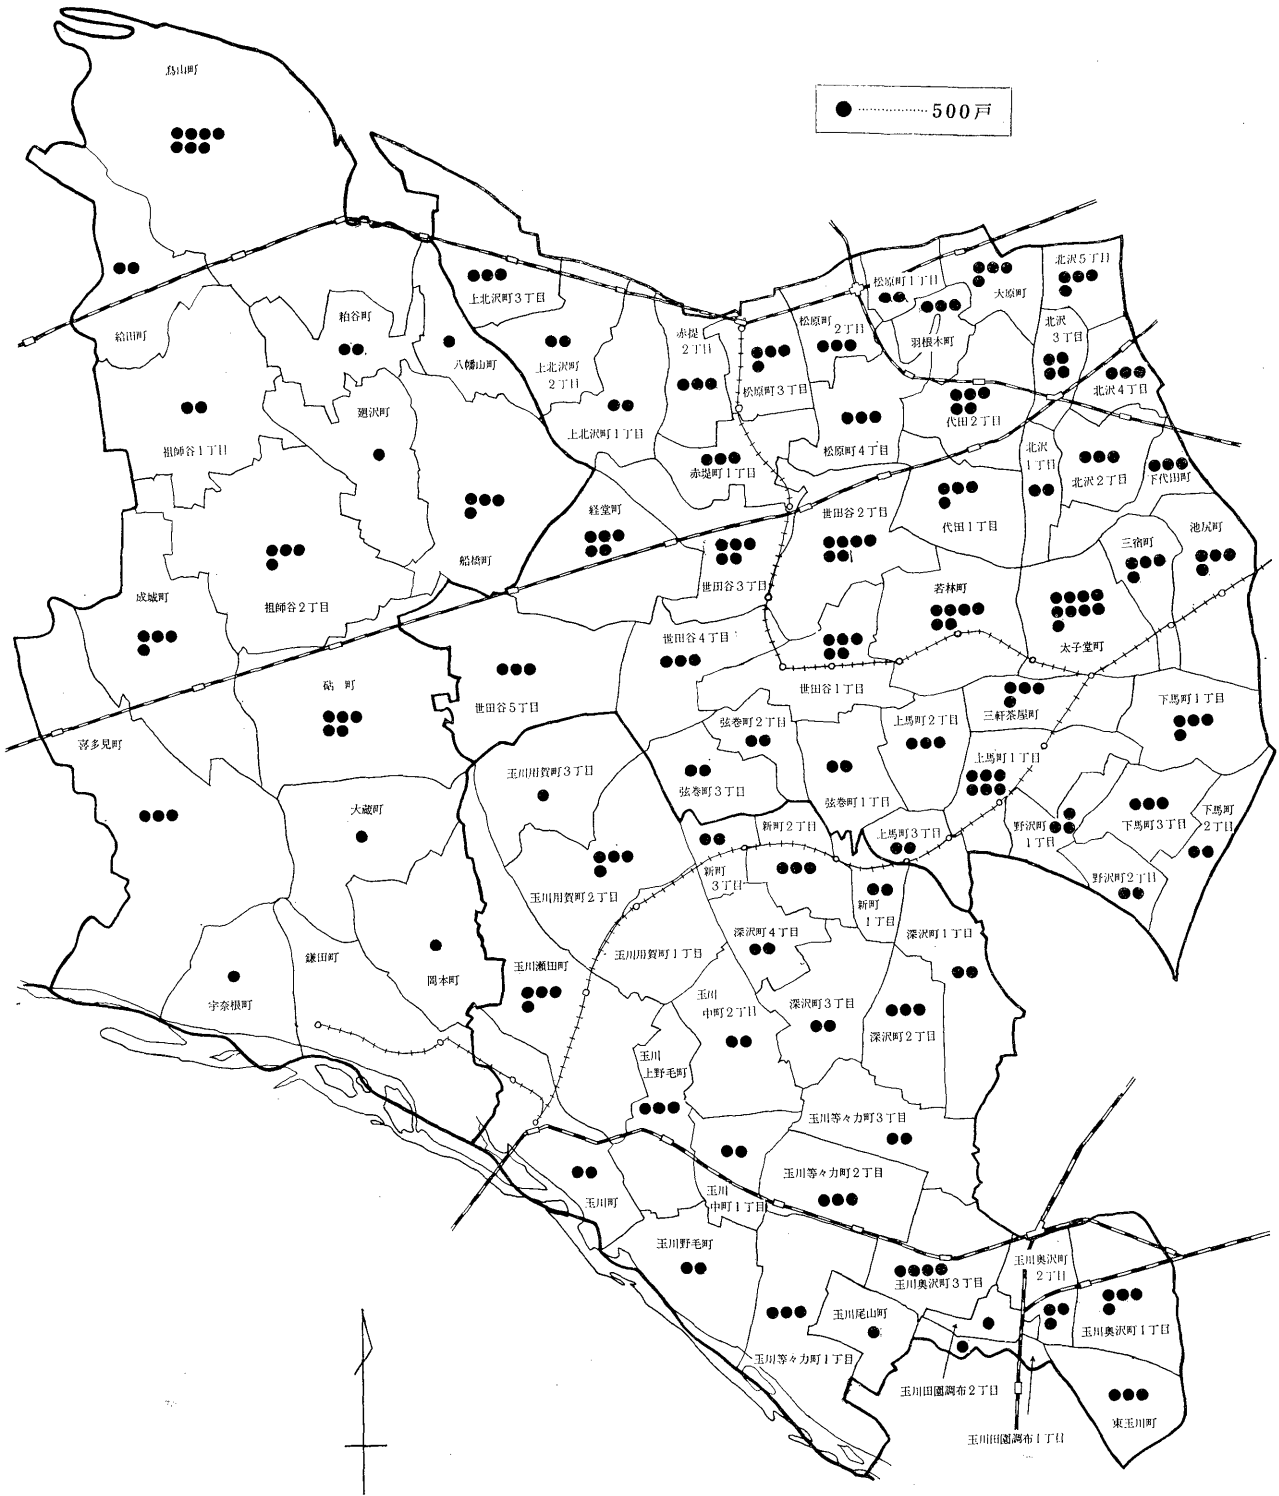 烏山町
500戸
給田町
粕谷町
八幡山町
上北沢町3丁目
上北沢町
2丁目
上北沢町1丁目
赤堤
2丁目
赤堤町1丁目
松原町3丁目
松原町
2丁目
松原町1丁目
松原町4丁目
羽根木町
大原町
北沢5丁目
北沢
3丁目
北沢4丁目
代田2丁目
北沢
1丁目
北沢2丁目
下代田町
代田1丁目
祖師谷1丁目
廻沢町
船橋町
経堂町
世田谷2丁目
世田谷3丁目
若林町
三宿町
池尻町
太子堂町
成城町
祖師谷2丁目
砧 町
世田谷5丁目
世田谷4丁目
世田谷1丁目
三軒茶屋町
下馬町1丁目
喜多見町
弦巻町2丁目
弦巻町3丁目
弦巻町1丁目
上馬町2丁目
上馬町1丁目
上馬町3丁目
野沢町
1丁目
下馬町3丁目
下馬町
2丁目
野沢町2丁目
大蔵町
玉川用賀町3丁目
玉川用賀町2丁目
玉川用賀町1丁目
新町2丁目
新町
3丁目
新町
1丁目
深沢町4丁目
深沢町1丁目
深沢町3丁目
深沢町2丁目
鎌田町
宇奈根町
岡本町
玉川瀬田町
玉川
中町2丁目
玉川
上野毛町
玉川等々力町3丁目
玉川等々力町2丁目
玉川町
玉川
中町1丁目
玉川野毛町
玉川奥沢町3丁目
玉川奥沢町
2丁目
玉川奥沢町1丁目
玉川尾山町
玉川等々力町1丁目
玉川田園調布2丁目
玉川田園調布1丁目
東玉川町